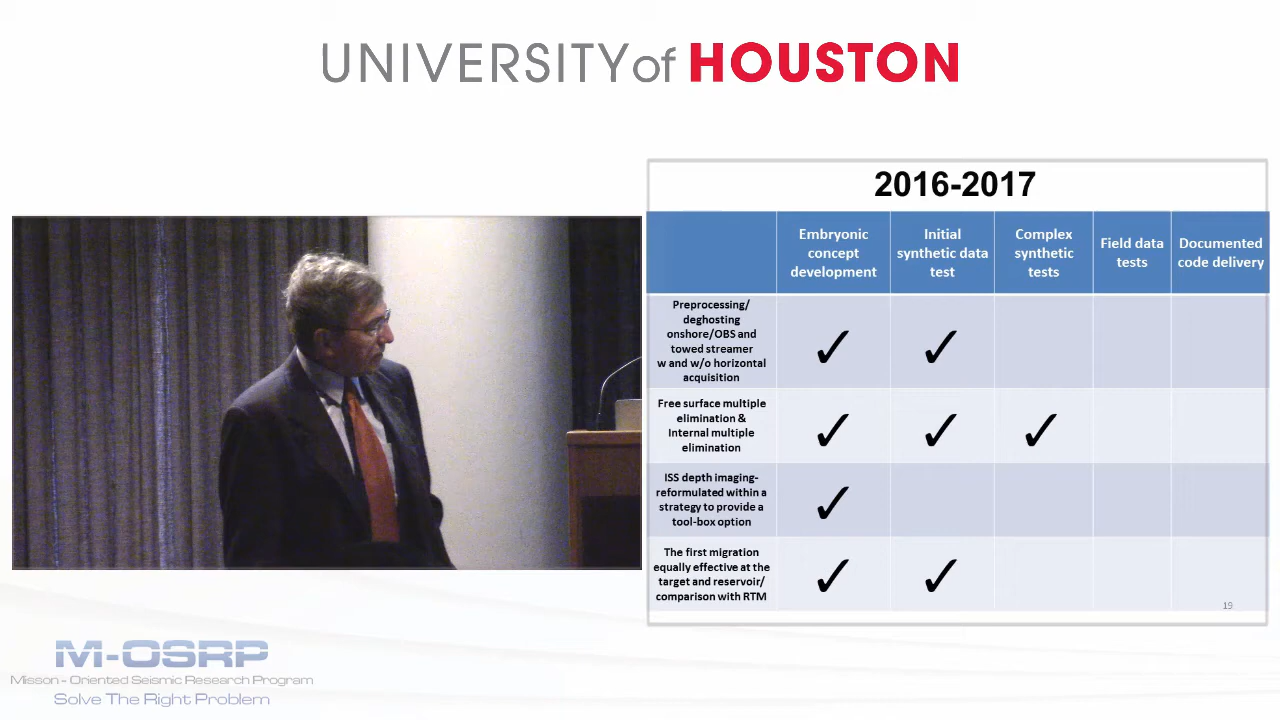 UNIVERSITY of HOUSTON
2016-2017
Embryonic
concept
development
Initial
synthetic data
test
Complex
synthetic
tests
Field data
tests
Documented
code delivery
Preprocessing/
deghosting
onshore/OBS and
towed streamer
w and w/o horizontal
acquisition
✓
✓
Free surface multiple
elimination &
Internal multiple
elimination
✓
✓
✓
ISS depth imaging-
reformulated within a
strategy to provide a
tool-box option
✓
The first migration
equally effective at the
target and reservoir/
comparison with RTM
✓
✓
19
M-OSRP
Misson - Oriented Seismic Research Program
Solve The Right Problem